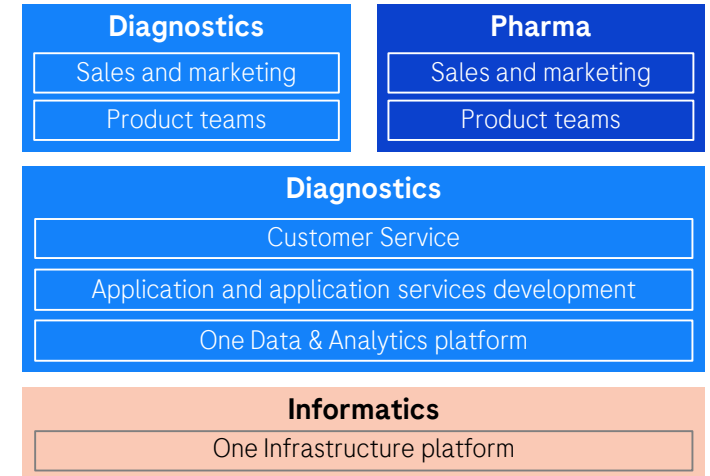 Diagnostics
Sales and marketing
Product teams
Pharma
Sales and marketing
Product teams
Diagnostics
Customer Service
Application and application services development
One Data & Analytics platform
Informatics
One Infrastructure platform